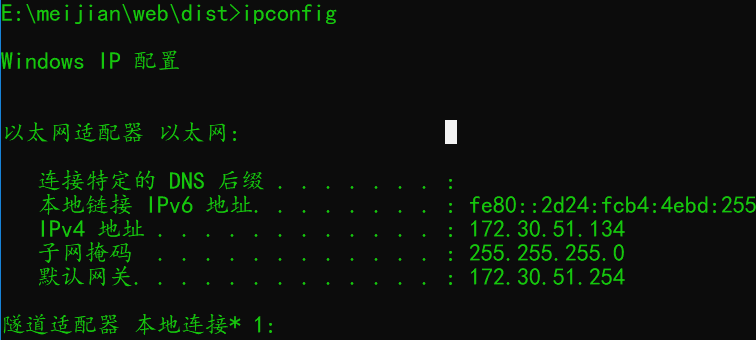 E:\meijian\web\dist>ipconfig
Windows IP 配置
以太网适配器 以太网:
连接特定的 DNS 后缀 . . . . . . . :
本地链接 IPv6 地址. . . . . . . . : fe80::2d24:fcb4:4ebd:255
IPv4 地址 . . . . . . . . . . . . : 172.30.51.134
子网掩码 . . . . . . . . . . . . : 255.255.255.0
默认网关. . . . . . . . . . . . . : 172.30.51.254
隧道适配器 本地连接* 1: